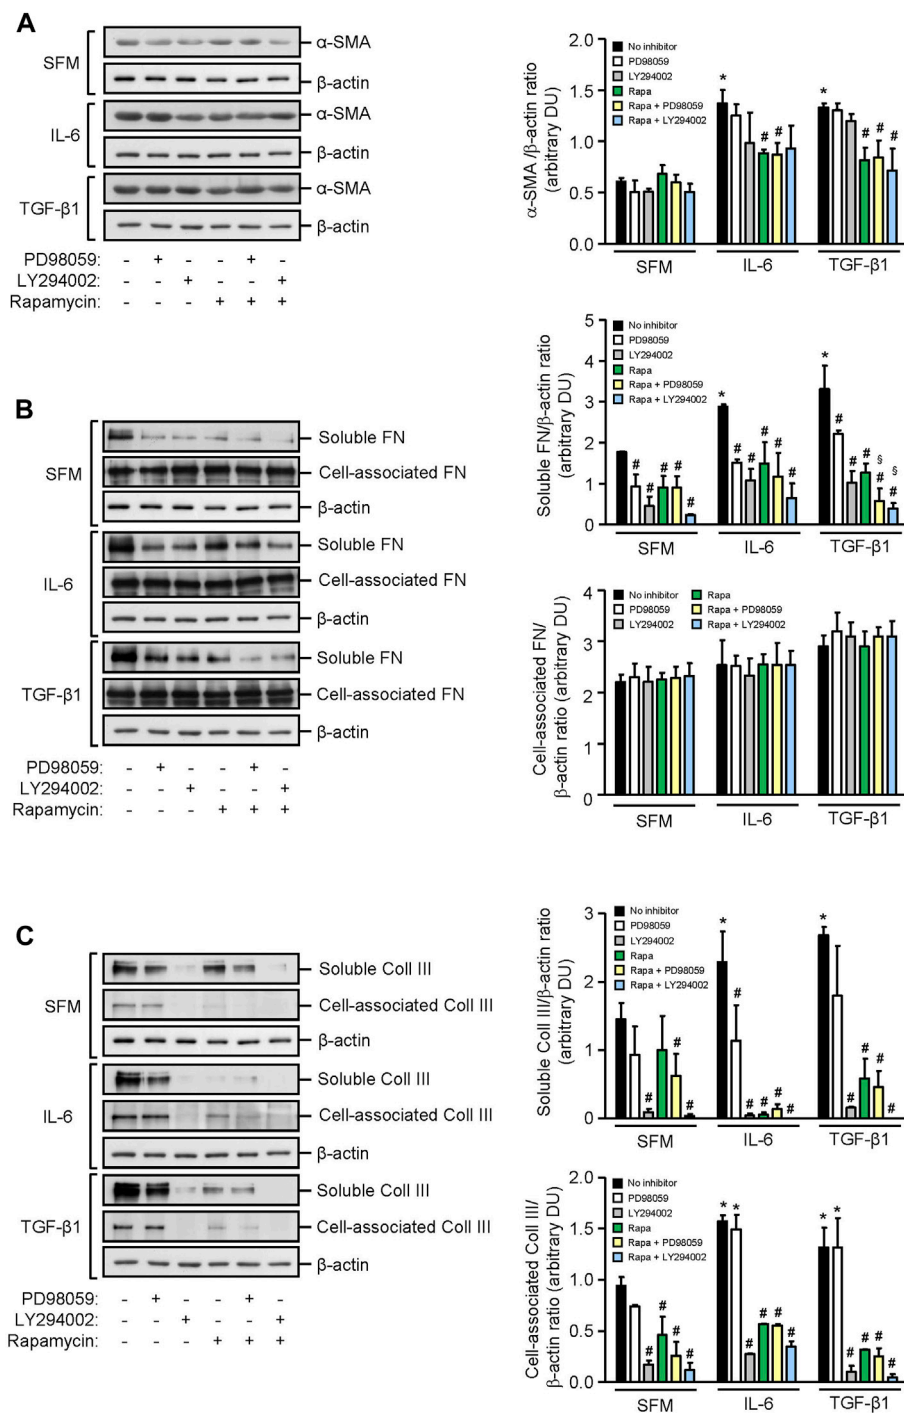 A
SFM
α-SMA
β-actin
IL-6
α-SMA
β-actin
TGF-β1
α-SMA
β-actin
PD98059: - + - - + -
LY294002: - - + - - +
Rapamycin: - - - + + +
α-SMA/β-actin ratio
(arbitrary DU)
2.0
1.5
1.0
0.5
0.0
No inhibitor
PD98059
LY294002
Rapa
Rapa + PD98059
Rapa + LY294002
* # # * # # #
SFM IL-6 TGF-β1
B
SFM
Soluble FN
Cell-associated FN
β-actin
IL-6
Soluble FN
Cell-associated FN
β-actin
TGF-β1
Soluble FN
Cell-associated FN
β-actin
PD98059: - + - - + -
LY294002: - - + - - +
Rapamycin: - - - + + +
Soluble FN/β-actin ratio
(arbitrary DU)
5
4
3
2
1
0
No inhibitor
PD98059
LY294002
Rapa
Rapa + PD98059
Rapa + LY294002
# # # # # * # # # # # * # # # § # § #
SFM IL-6 TGF-β1
Cell-associated FN/
β-actin ratio (arbitrary DU)
4
3
2
1
0
No inhibitor
PD98059
LY294002
Rapa
Rapa + PD98059
Rapa + LY294002
SFM IL-6 TGF-β1
C
SFM
Soluble Coll III
Cell-associated Coll III
β-actin
IL-6
Soluble Coll III
Cell-associated Coll III
β-actin
TGF-β1
Soluble Coll III
Cell-associated Coll III
β-actin
PD98059: - + - - + -
LY294002: - - + - - +
Rapamycin: - - - + + +
Soluble Coll III/β-actin ratio
(arbitrary DU)
3
2
1
0
No inhibitor
PD98059
LY294002
Rapa
Rapa + PD98059
Rapa + LY294002
# # # * # # # # # * # # # #
SFM IL-6 TGF-β1
Cell-associated Coll III/
β-actin ratio (arbitrary DU)
2.0
1.5
1.0
0.5
0.0
No inhibitor
PD98059
LY294002
Rapa
Rapa + PD98059
Rapa + LY294002
# # # # * * # # # # * * # # # #
SFM IL-6 TGF-β1